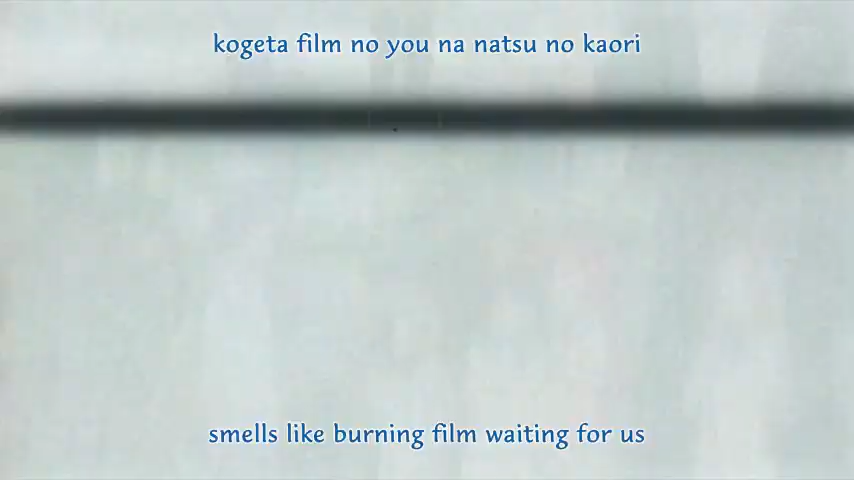 kogeta film no you na natsu no kaori
smells like burning film waiting for us